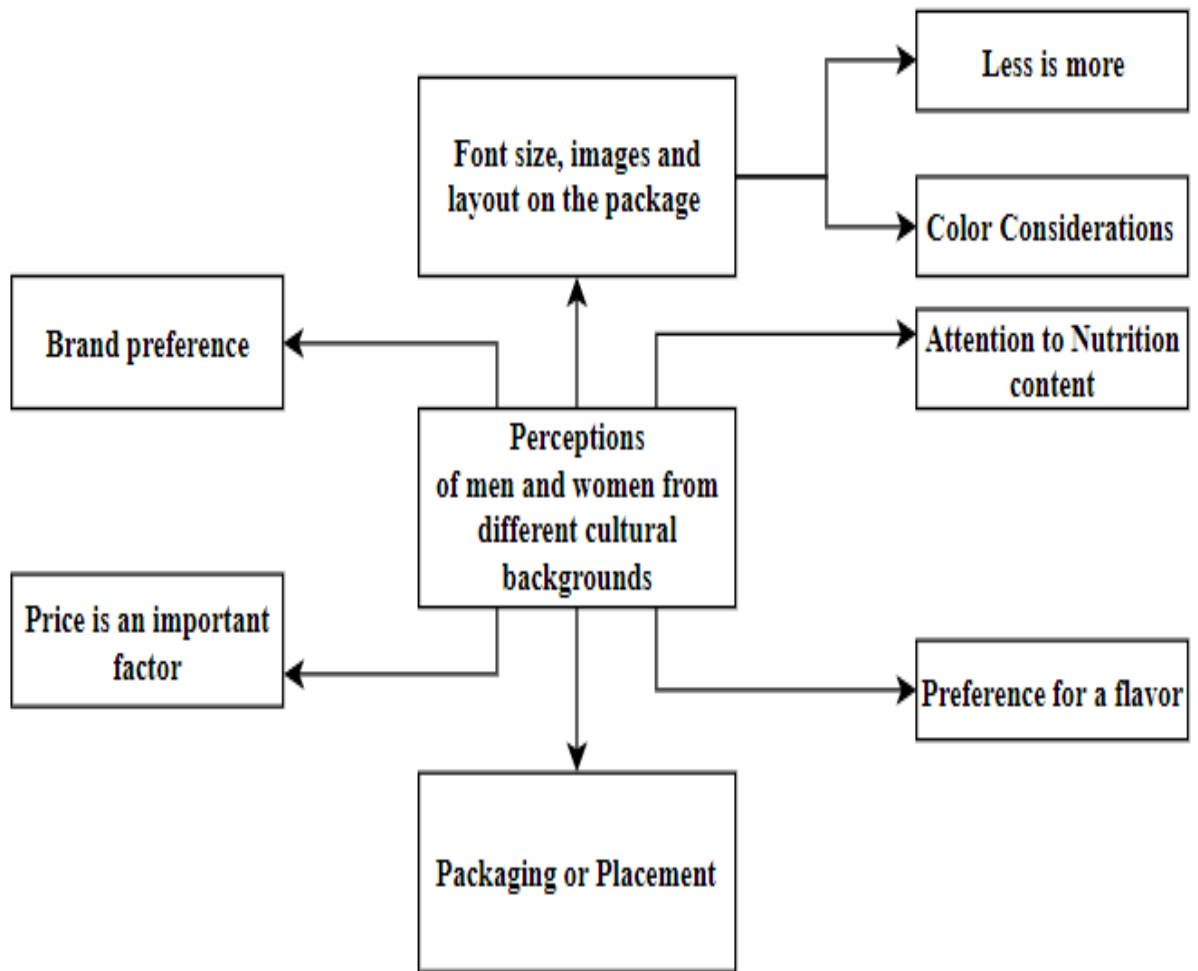 Less is more
Font size, images and
layout on the package
Color Considerations
Brand preference
Attention to Nutrition
content
Perceptions
of men and women from
different cultural
backgrounds
Price is an important
factor
Preference for a flavor
Packaging or Placement